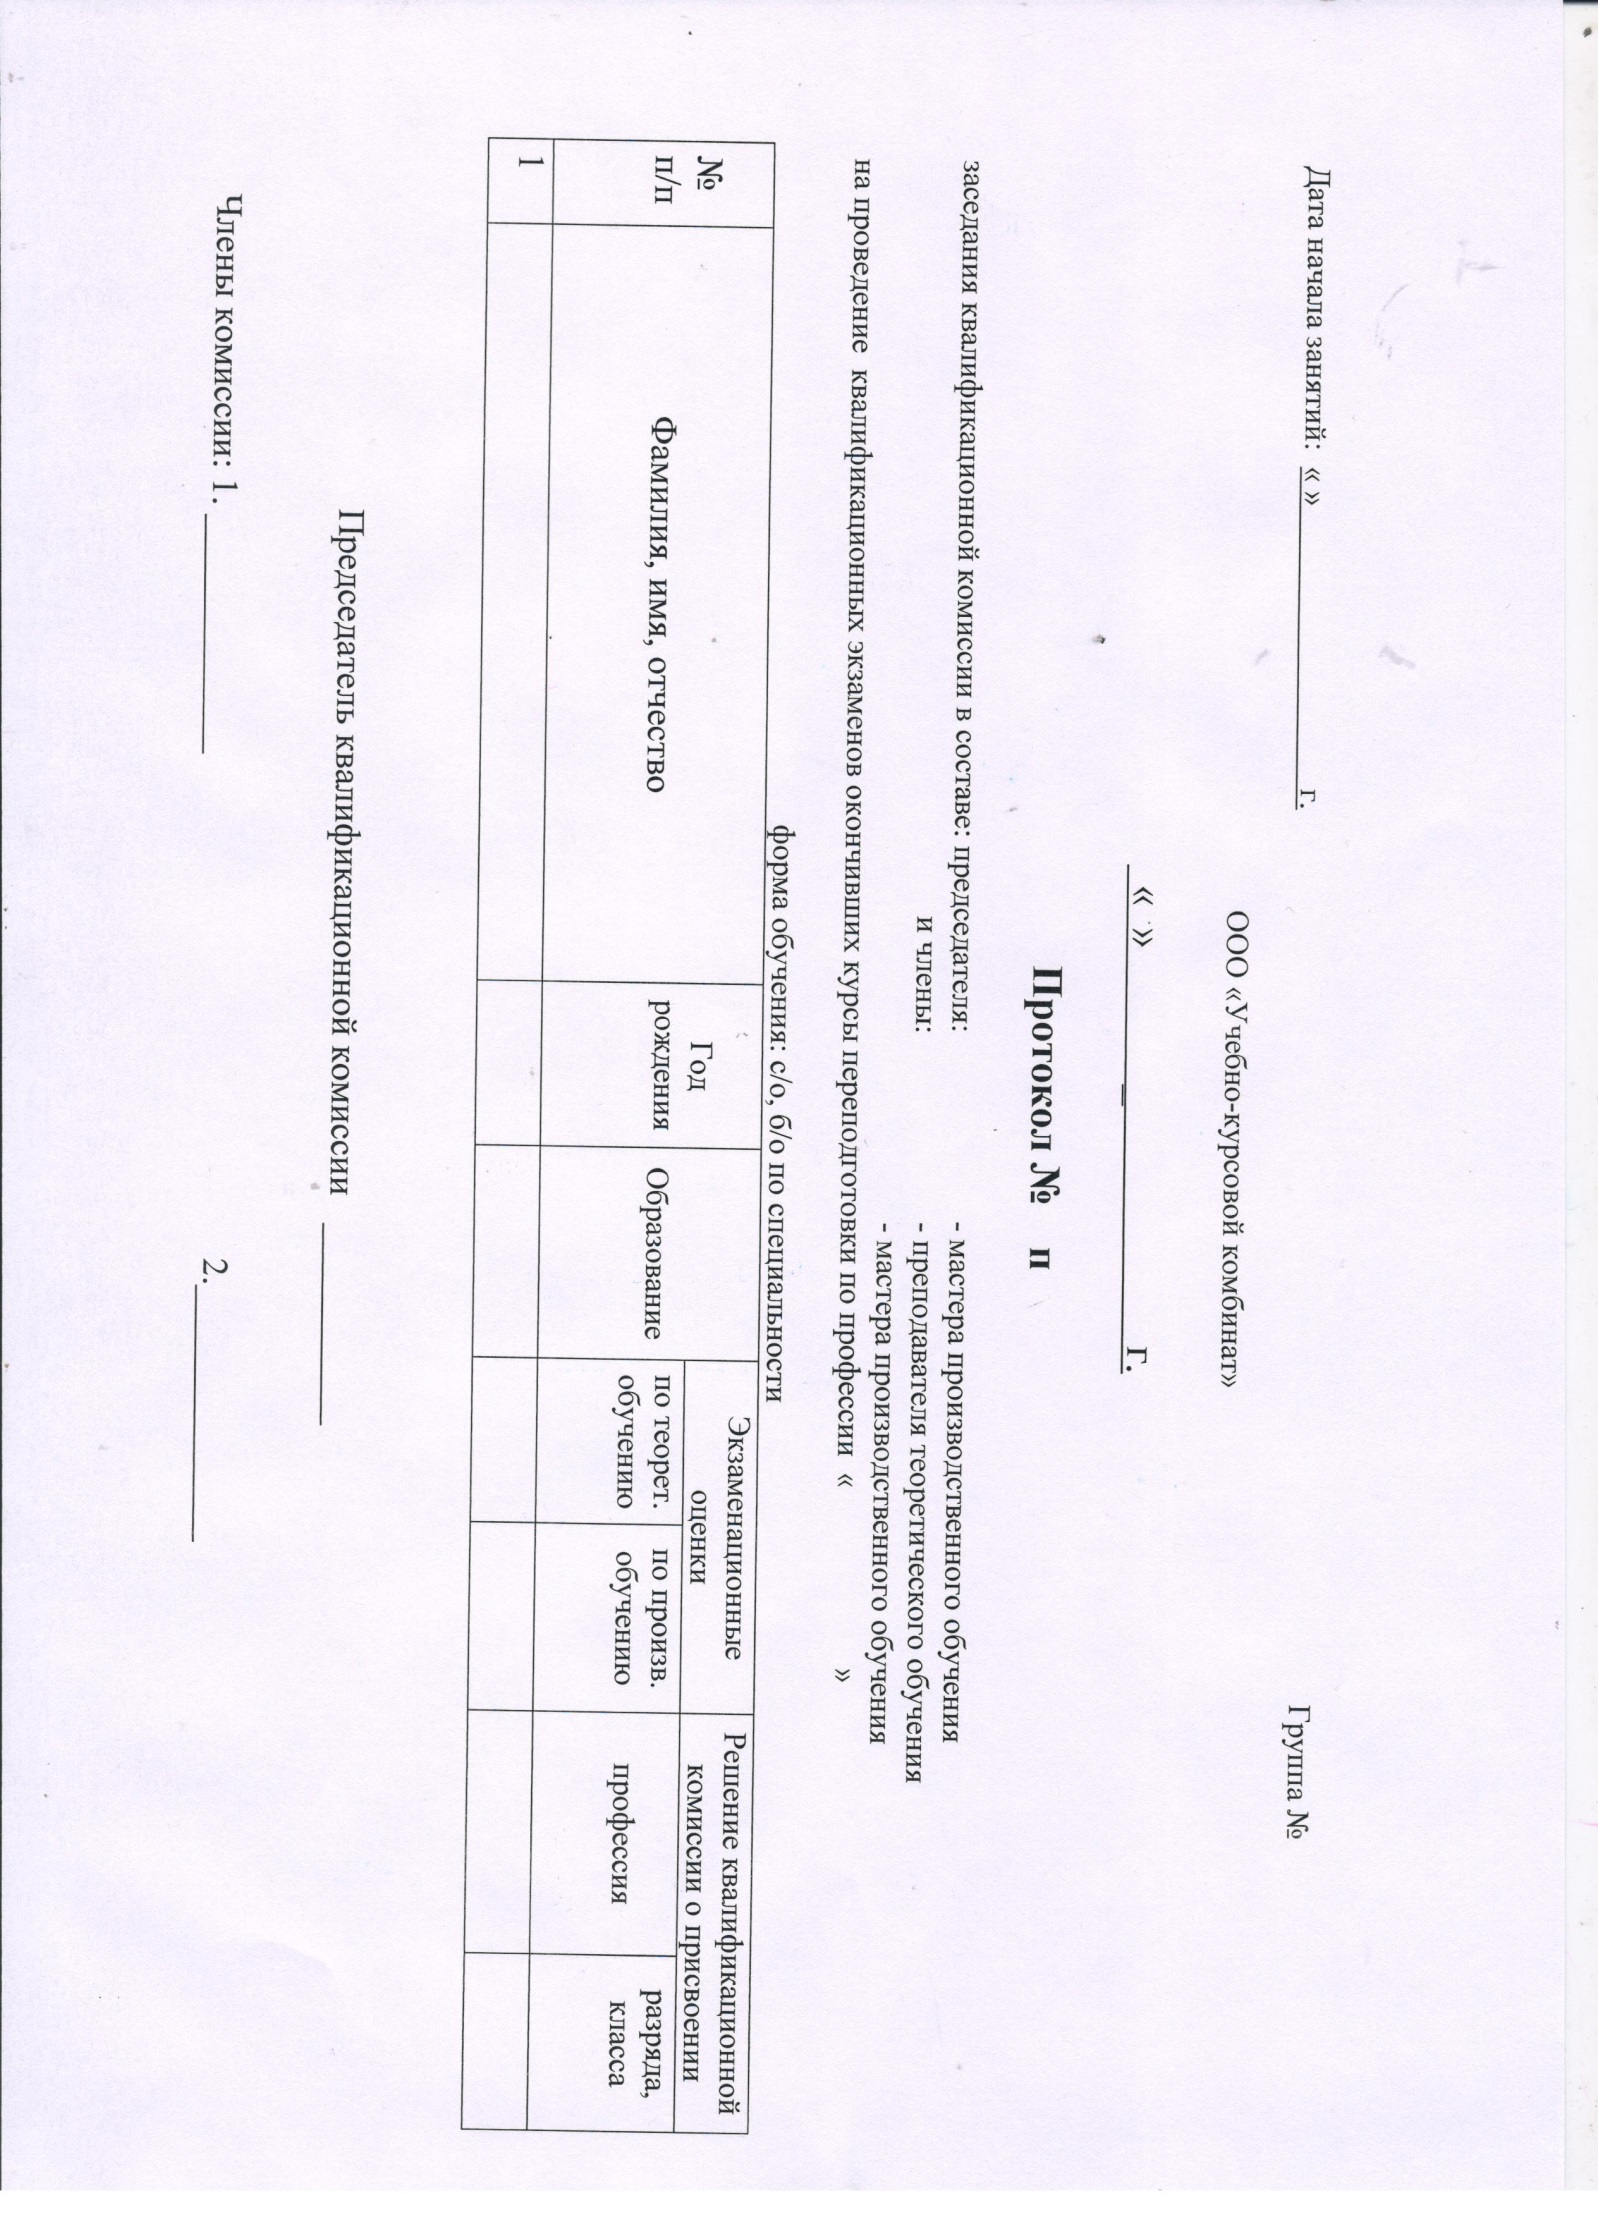 Дата начала занятий: « » г. Группа №
ООО «Учебно-курсовой комбинат»
« » г.
Протокол № п
заседания квалификационной комиссии в составе: председателя: - мастера производственного обучения
и члены: - преподавателя теоретического обучения
- мастера производственного обучения
на проведение квалификационных экзаменов окончивших курсы переподготовки по профессии « »
форма обучения: с/о, б/о по специальности
№ п/п
Фамилия, имя, отчество
Год рождения
Образование
Экзаменационные оценки
по теорет. обучению
по произв. обучению
Решение квалификационной комиссии о присвоении
профессия
разряда, класса
1
Председатель квалификационной комиссии
Члены комиссии: 1. 2.